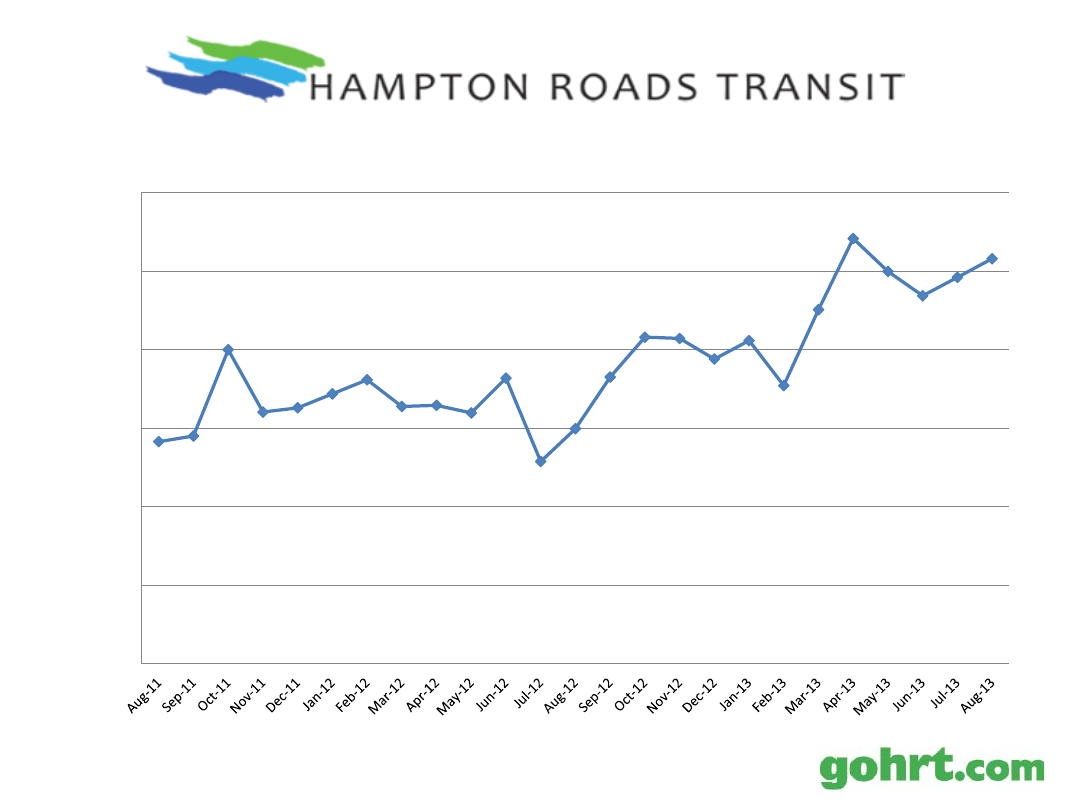 HAMPTON ROADS TRANSIT
Aug-11
Sep-11
Oct-11
Nov-11
Dec-11
Jan-12
Feb-12
Mar-12
Apr-12
May-12
Jun-12
Jul-12
Aug-12
Sep-12
Oct-12
Nov-12
Dec-12
Jan-13
Feb-13
Mar-13
Apr-13
May-13
Jun-13
Jul-13
Aug-13
gohrt.com